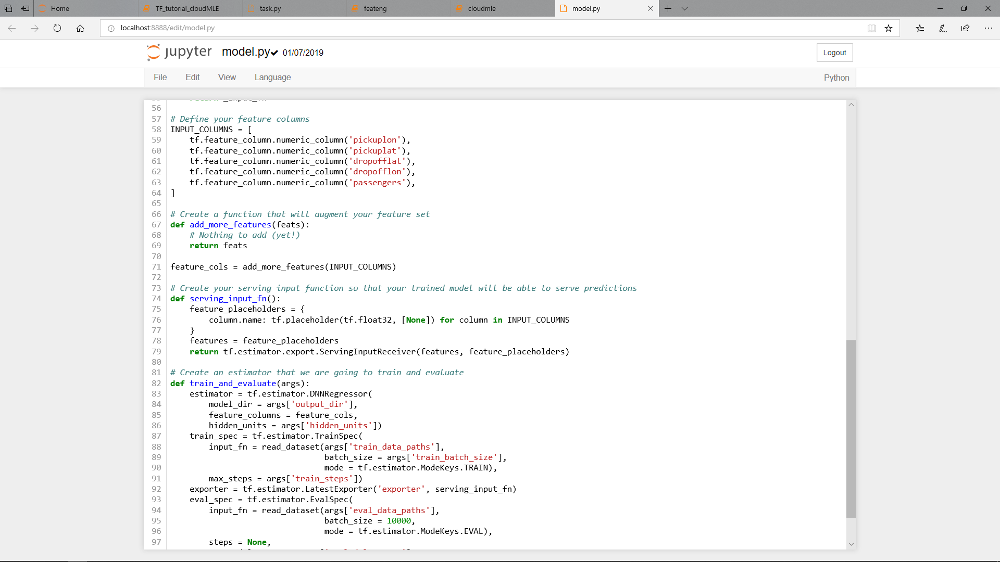 Home
TF_tutorial_cloudMLE
task.py
feateng
cloudmle
model.py
localhost:8888/edit/model.py
jupyter model.py 01/07/2019
Logout
File Edit View Language
Python
56
57 # Define your feature columns
58 INPUT_COLUMNS = [
59     tf.feature_column.numeric_column('pickuplon'),
60     tf.feature_column.numeric_column('pickuplat'),
61     tf.feature_column.numeric_column('dropofflat'),
62     tf.feature_column.numeric_column('dropofflon'),
63     tf.feature_column.numeric_column('passengers'),
64 ]
65
66 # Create a function that will augment your feature set
67 def add_more_features(feats):
68     # Nothing to add (yet!)
69     return feats
70
71 feature_cols = add_more_features(INPUT_COLUMNS)
72
73 # Create your serving input function so that your trained model will be able to serve predictions
74 def serving_input_fn():
75     feature_placeholders = {
76         column.name: tf.placeholder(tf.float32, [None]) for column in INPUT_COLUMNS
77     }
78     features = feature_placeholders
79     return tf.estimator.export.ServingInputReceiver(features, feature_placeholders)
80
81 # Create an estimator that we are going to train and evaluate
82 def train_and_evaluate(args):
83     estimator = tf.estimator.DNNRegressor(
84         model_dir = args['output_dir'],
85         feature_columns = feature_cols,
86         hidden_units = args['hidden_units'])
87     train_spec = tf.estimator.TrainSpec(
88         input_fn = read_dataset(args['train_data_paths'],
89                                 batch_size = args['train_batch_size'],
90                                 mode = tf.estimator.ModeKeys.TRAIN),
91         max_steps = args['train_steps'])
92     exporter = tf.estimator.LatestExporter('exporter', serving_input_fn)
93     eval_spec = tf.estimator.EvalSpec(
94         input_fn = read_dataset(args['eval_data_paths'],
95                                 batch_size = 10000,
96                                 mode = tf.estimator.ModeKeys.EVAL),
97         steps = None,